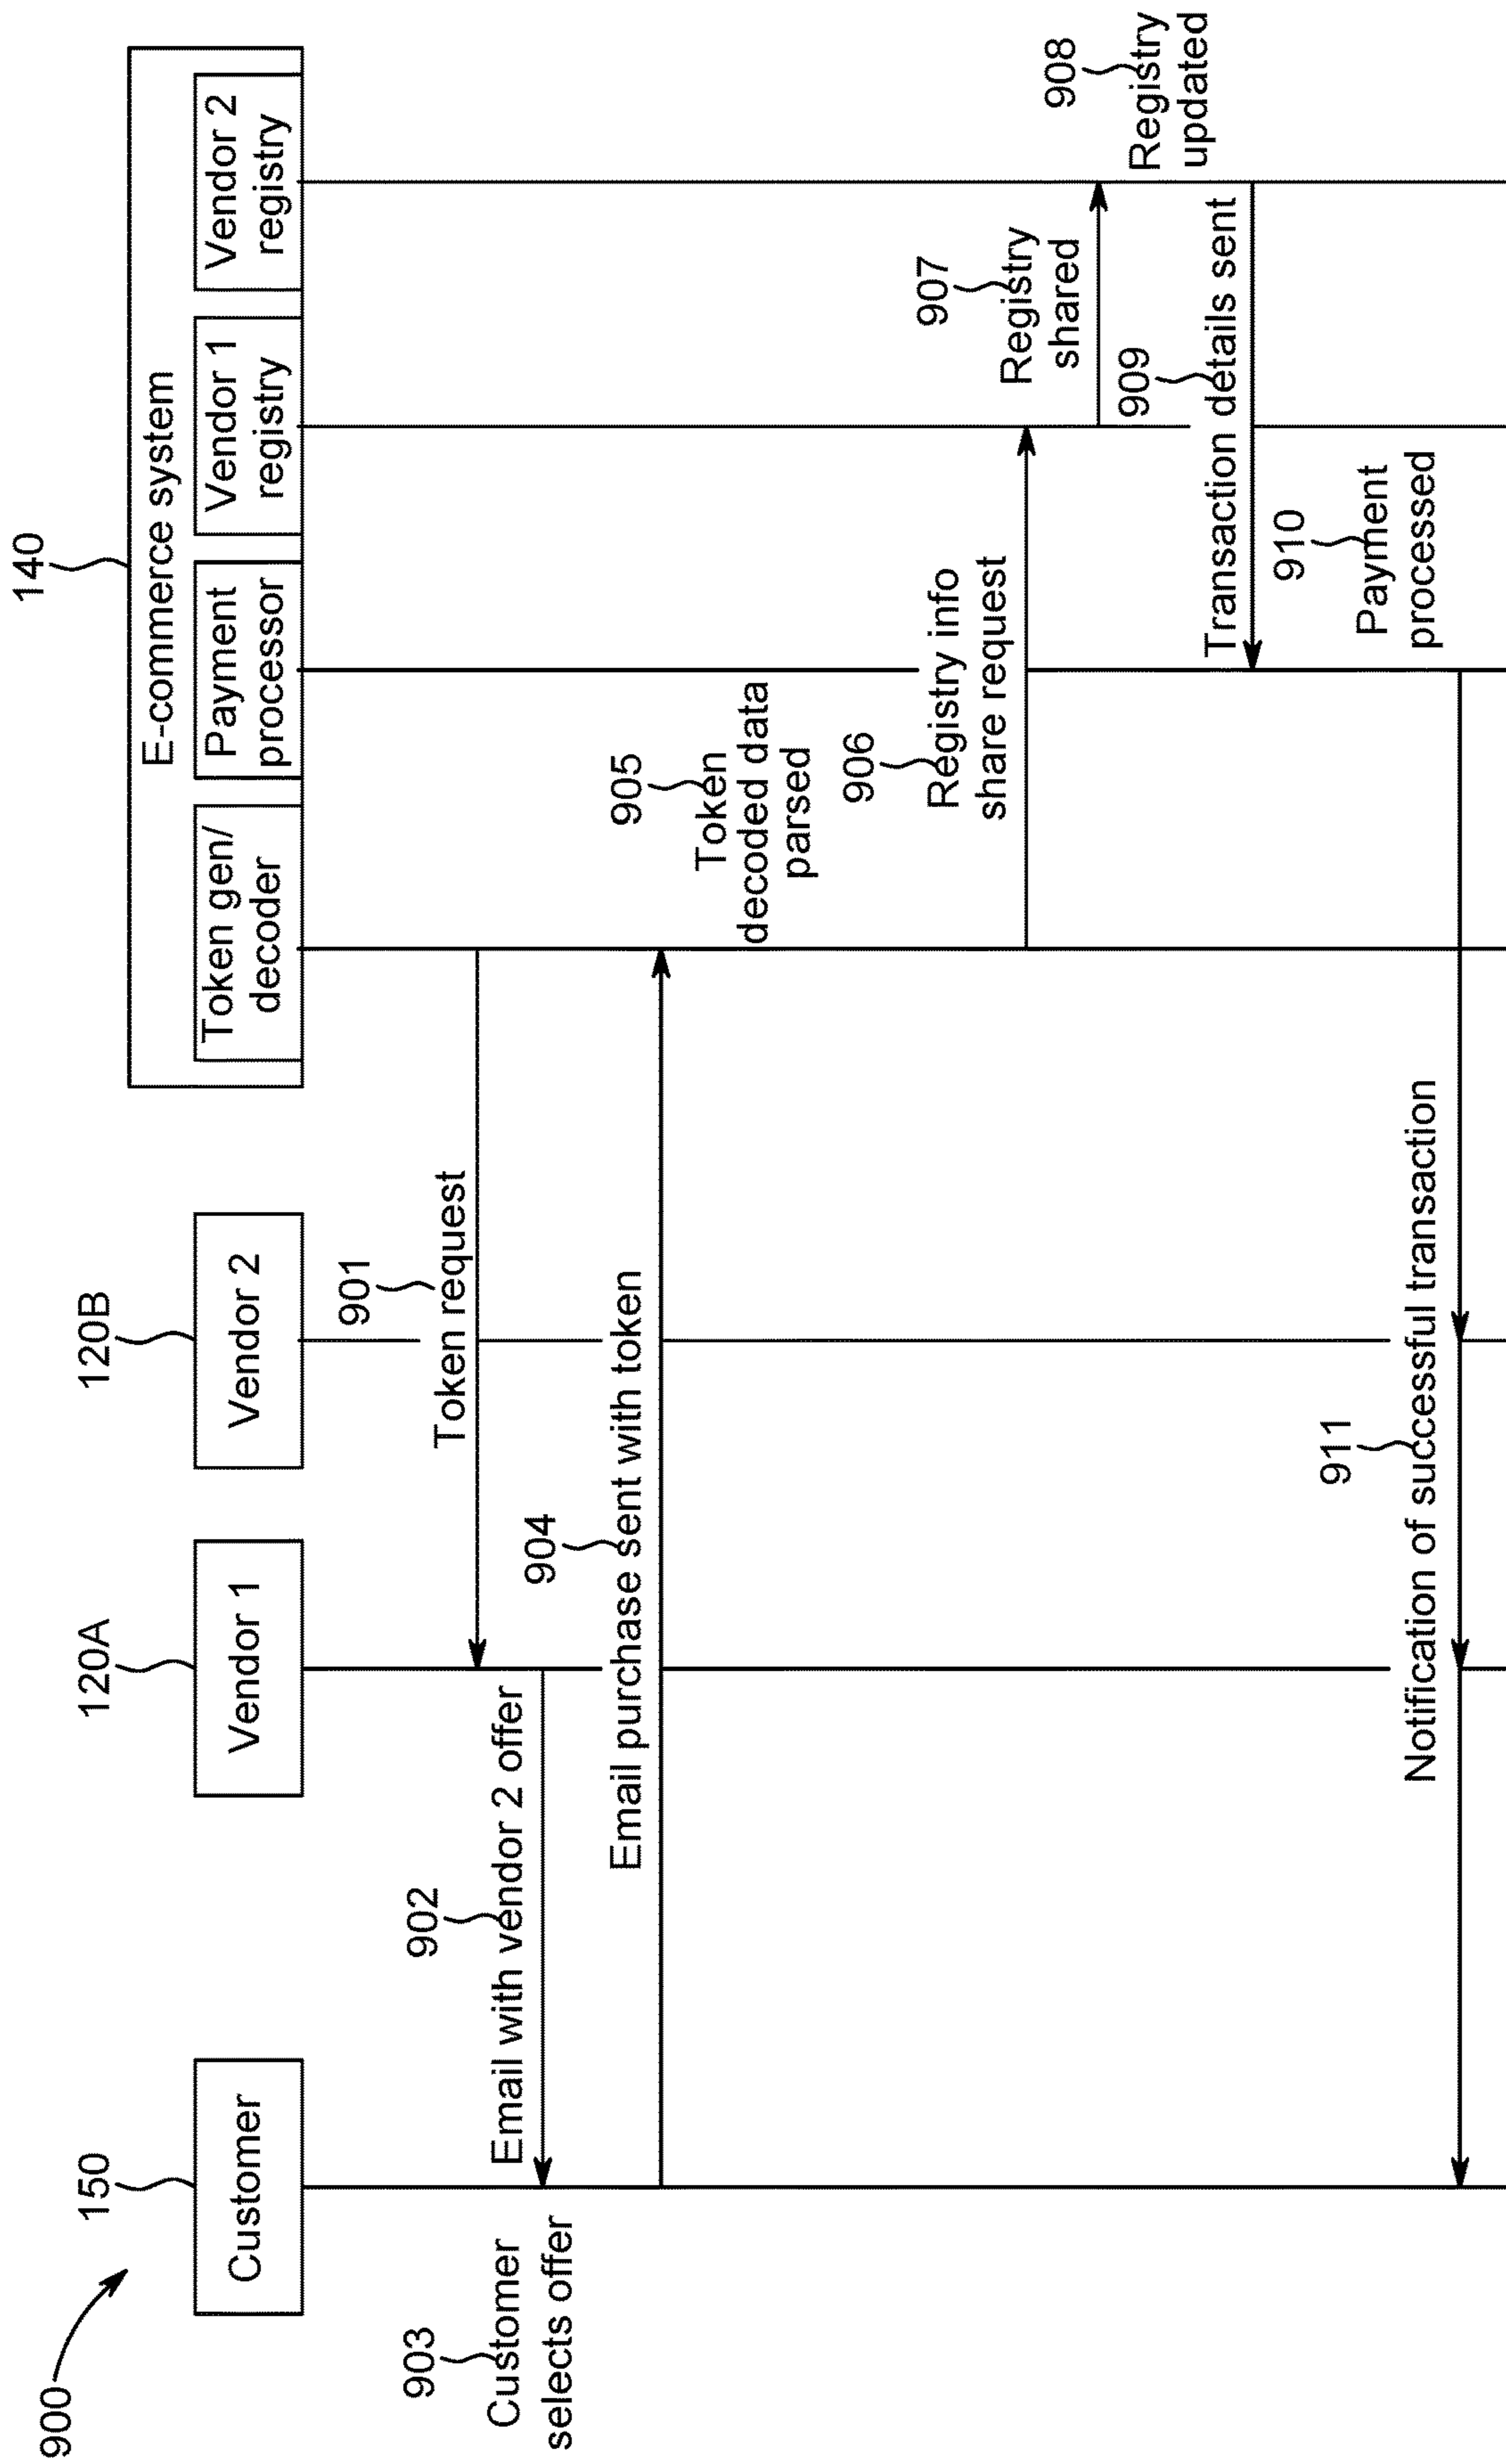 900
150
Customer
120A
Vendor 1
120B
Vendor 2
140
E-commerce system
Token gen/
decoder
Payment
processor
Vendor 1
registry
Vendor 2
registry
901
Token request
902
Email with vendor 2 offer
903
Customer
selects offer
904
Email purchase sent with token
905
Token
decoded data
parsed
906
Registry info
share request
907
Registry
shared
908
Registry
updated
909
Transaction details sent
910
Payment
processed
911
Notification of successful transaction